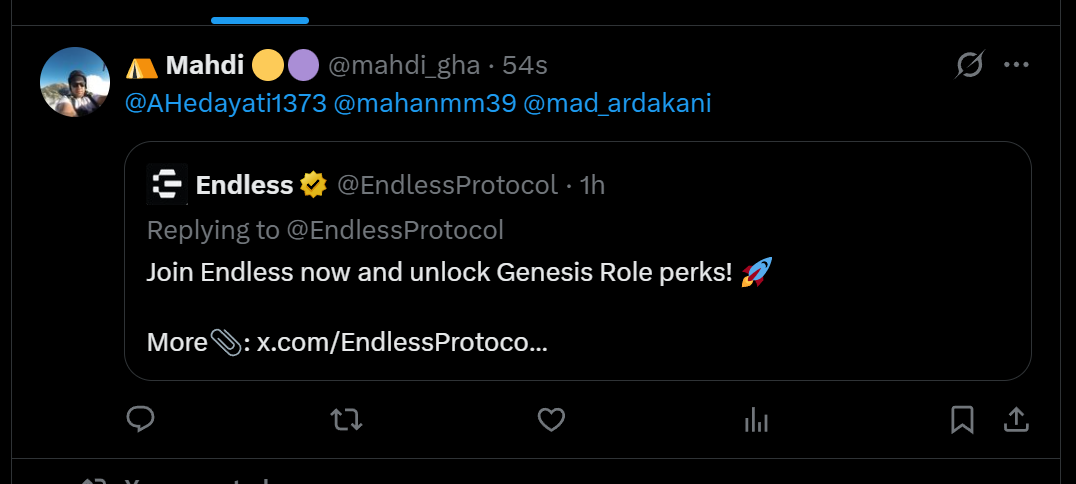 Mahdi @mahdi_gha · 54s
@AHedayati1373 @mahanmm39 @mad_ardakani
Endless @EndlessProtocol · 1h
Replying to @EndlessProtocol
Join Endless now and unlock Genesis Role perks! 🚀
More📎: x.com/EndlessProtoco...